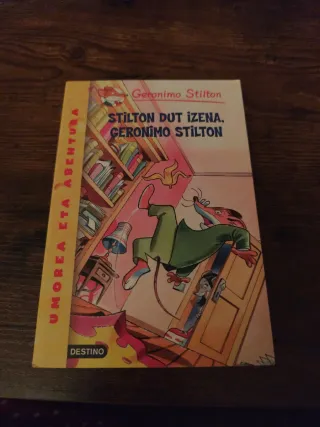 Geronimo Stilton
STILTON DUT IZENA,
GERONIMO STILTON
UMOREA ETA ABENTURA
DESTINO